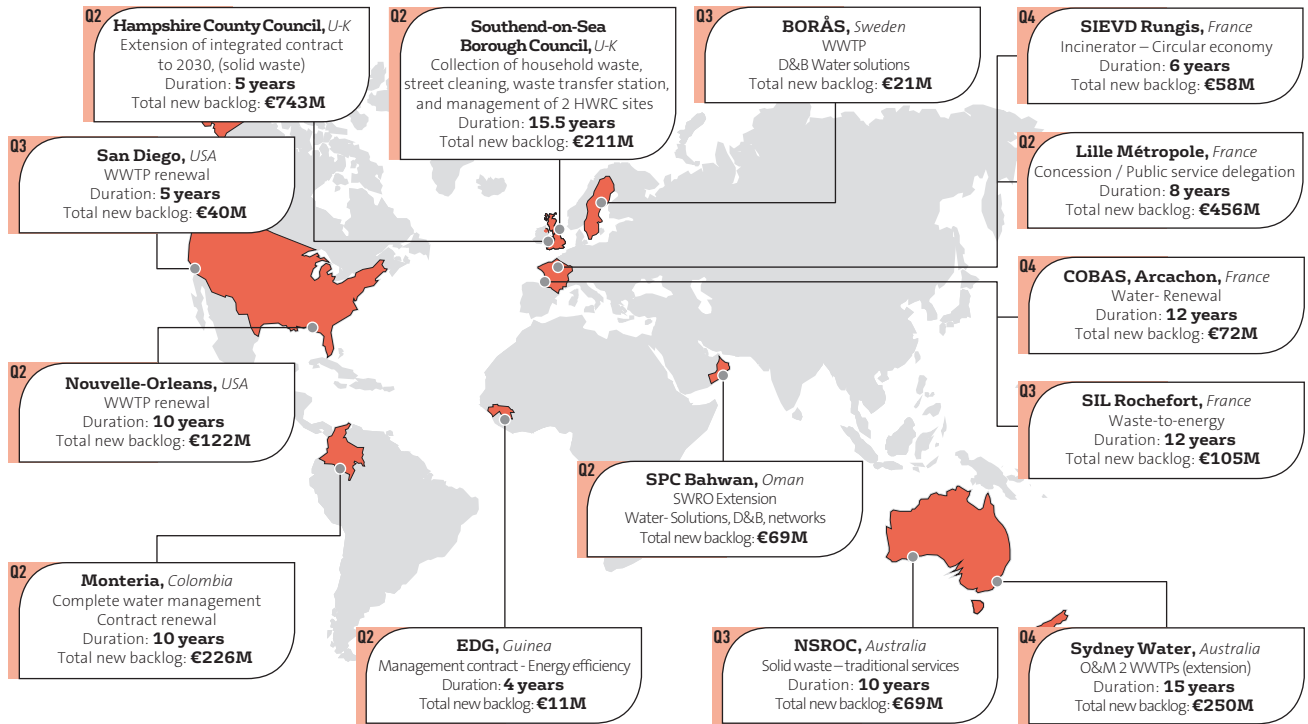 Q2
Hampshire County Council, U-K
Extension of integrated contract
to 2030, (solid waste)
Duration: 5 years
Total new backlog: €743M
Q2
Southend-on-Sea
Borough Council, U-K
Collection of household waste,
street cleaning, waste transfer station,
and management of 2 HWRC sites
Duration: 15.5 years
Total new backlog: €211M
Q3
BORÅS, Sweden
WWTP
D&B Water solutions
Total new backlog: €21M
Q4
SIEVD Rungis, France
Incinerator – Circular economy
Duration: 6 years
Total new backlog: €58M
Q3
San Diego, USA
WWTP renewal
Duration: 5 years
Total new backlog: €40M
Q2
Lille Métropole, France
Concession / Public service delegation
Duration: 8 years
Total new backlog: €456M
Q4
COBAS, Arcachon, France
Water- Renewal
Duration: 12 years
Total new backlog: €72M
Q2
Nouvelle-Orleans, USA
WWTP renewal
Duration: 10 years
Total new backlog: €122M
Q3
SIL Rochefort, France
Waste-to-energy
Duration: 12 years
Total new backlog: €105M
Q2
SPC Bahwan, Oman
SWRO Extension
Water- Solutions, D&B, networks
Total new backlog: €69M
Q2
Monteria, Colombia
Complete water management
Contract renewal
Duration: 10 years
Total new backlog: €226M
Q2
EDG, Guinea
Management contract - Energy efficiency
Duration: 4 years
Total new backlog: €11M
Q3
NSROC, Australia
Solid waste – traditional services
Duration: 10 years
Total new backlog: €69M
Q4
Sydney Water, Australia
O&M 2 WWTPs (extension)
Duration: 15 years
Total new backlog: €250M